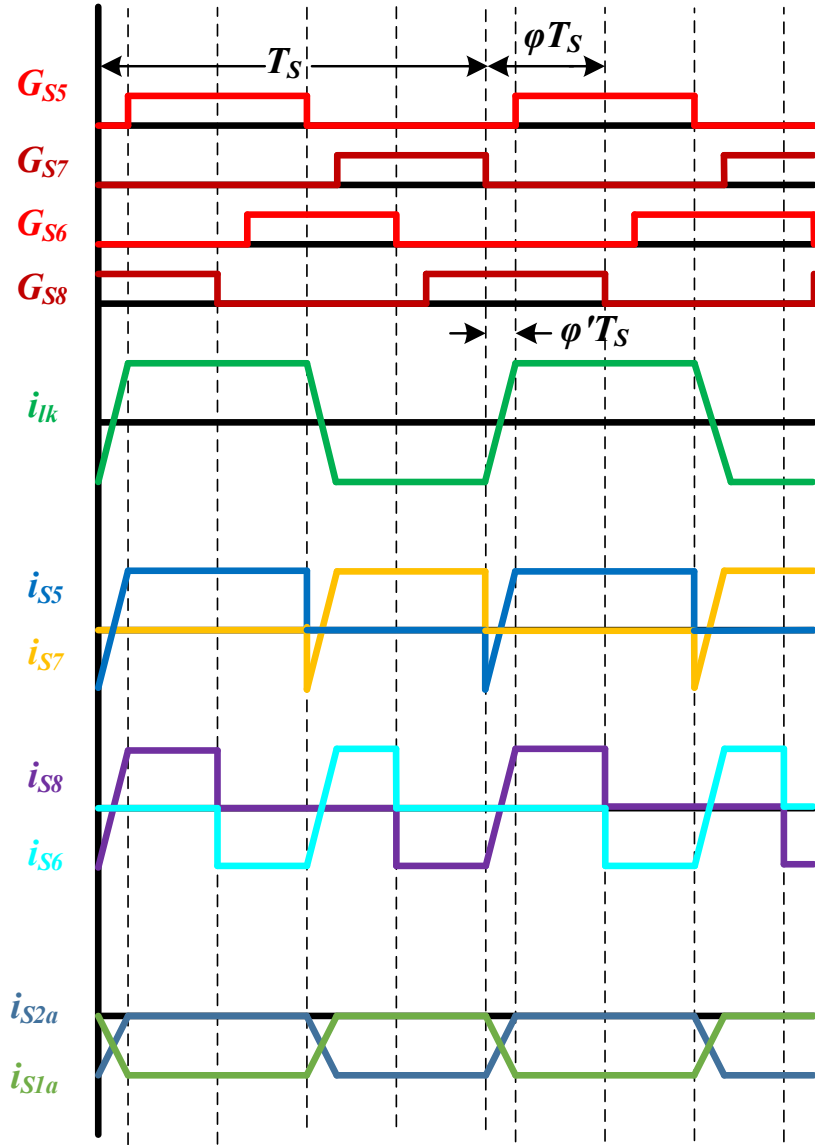 T_S
φT_S
G_S5
G_S7
G_S6
G_S8
φ'T_S
i_lk
i_S5
i_S7
i_S8
i_S6
i_S2a
i_S1a